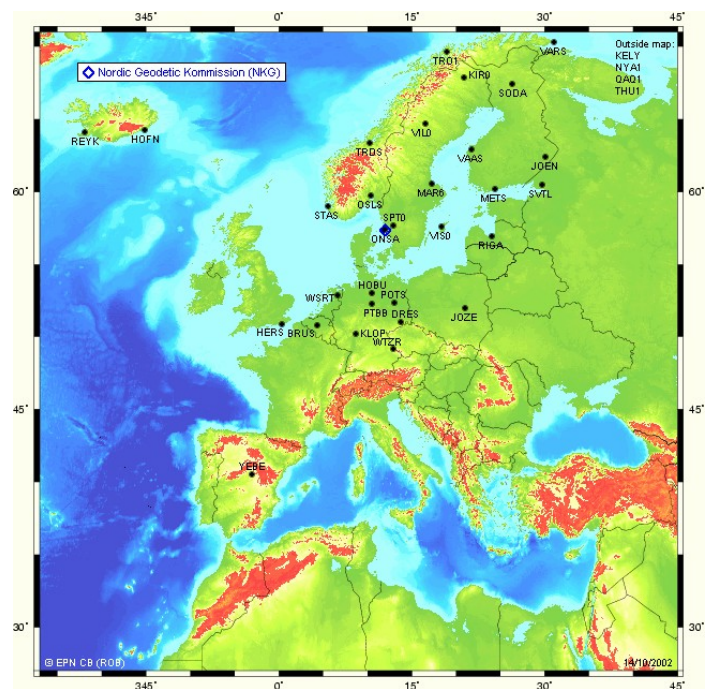 345°
0°
15°
30°
45°
Nordic Geodetic Kommission (NKG)
Outside map:
KELY
NYA1
QAQ1
THU1
VARS
TRO1
KIR0
SODA
REYK
HOFN
VIL0
TRDS
VAAS
JOEN
60°
60°
MAR6
METS
SVTL
OSLS
STAS
SPT0
ONSA
VIS0
RIGA
HOBU
WSRT
POTS
PTBB
DRES
JOZE
HERS
BRUS
KLOP
WTZR
45°
45°
YEBE
30°
30°
© EPN CB (ROB)
14/10/2002
345°
0°
15°
30°
45°